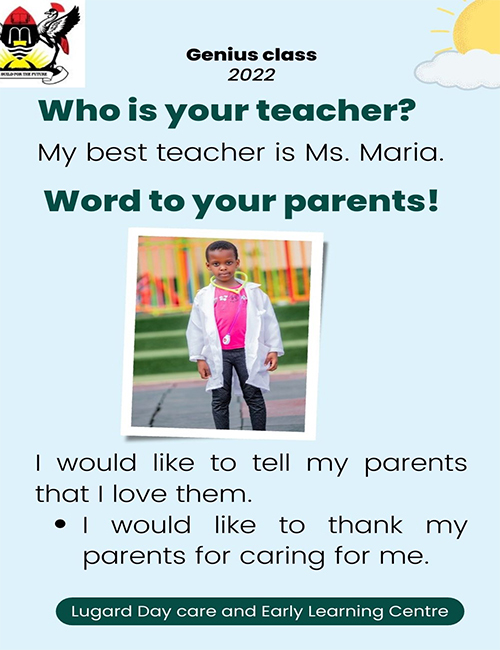 BUILD FOR THE FUTURE
Genius class
2022
Who is your teacher?
My best teacher is Ms. Maria.
Word to your parents!
I would like to tell my parents
that I love them.
• I would like to thank my
parents for caring for me.
Lugard Day care and Early Learning Centre